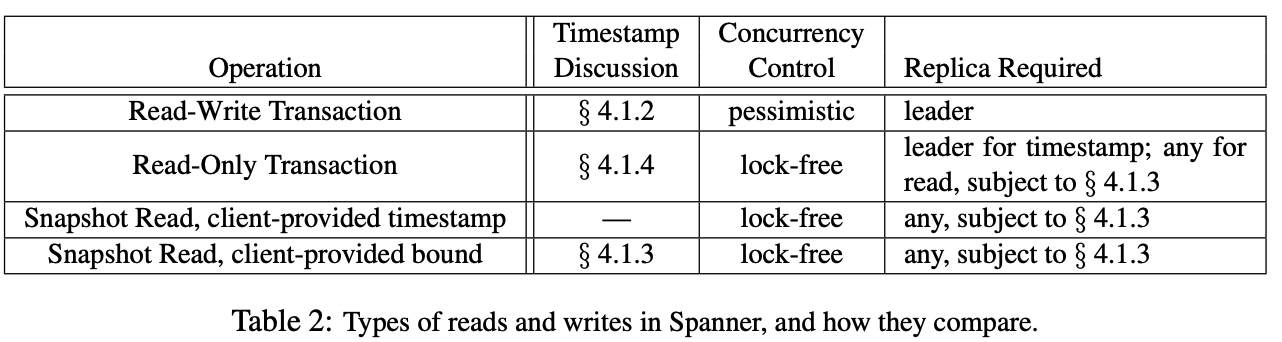 Operation Timestamp Discussion Concurrency Control Replica Required
Read-Write Transaction § 4.1.2 pessimistic leader
Read-Only Transaction § 4.1.4 lock-free leader for timestamp; any for
read, subject to § 4.1.3
Snapshot Read, client-provided timestamp — lock-free any, subject to § 4.1.3
Snapshot Read, client-provided bound § 4.1.3 lock-free any, subject to § 4.1.3
Table 2: Types of reads and writes in Spanner, and how they compare.